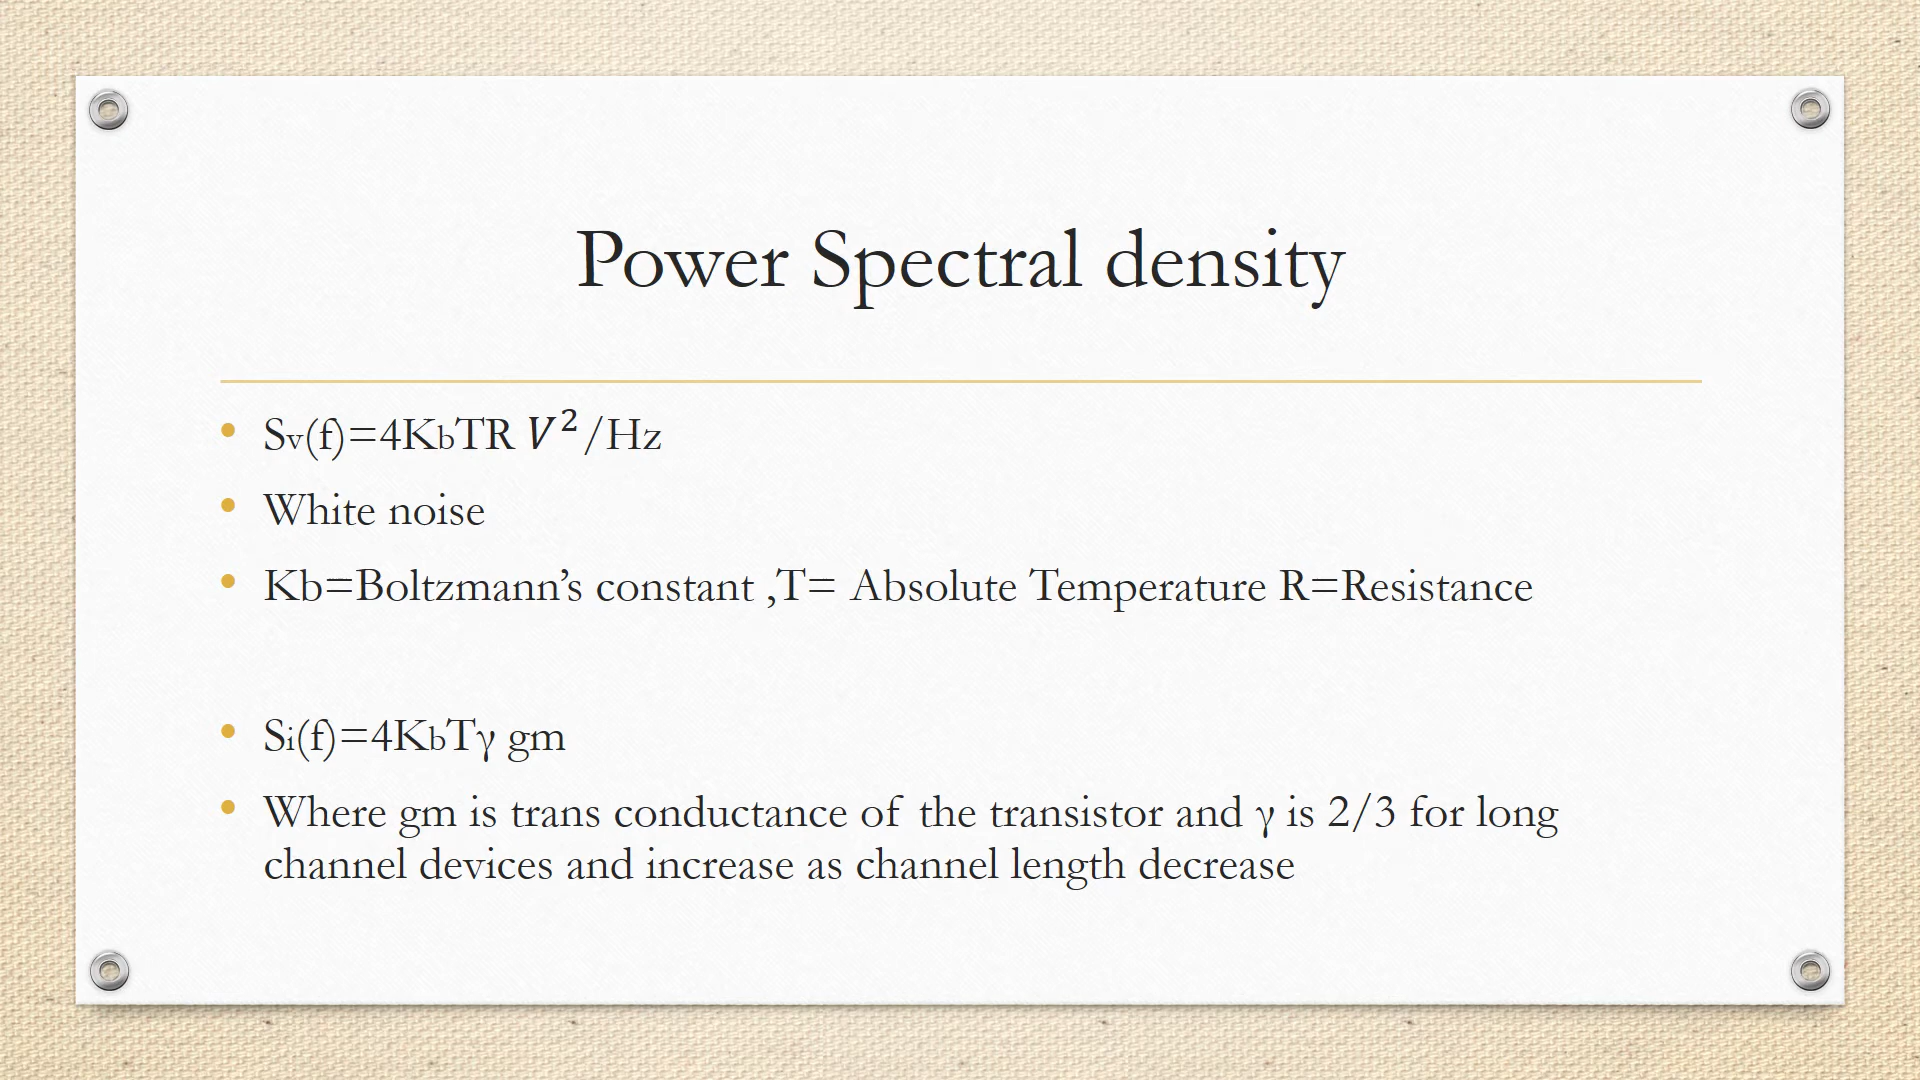 Power Spectral density
• Sv(f)=4KbTR 𝑉²/Hz
• White noise
• Kb=Boltzmann’s constant ,T= Absolute Temperature R=Resistance
• Si(f)=4KbTγ gm
• Where gm is trans conductance of the transistor and γ is 2/3 for long
channel devices and increase as channel length decrease